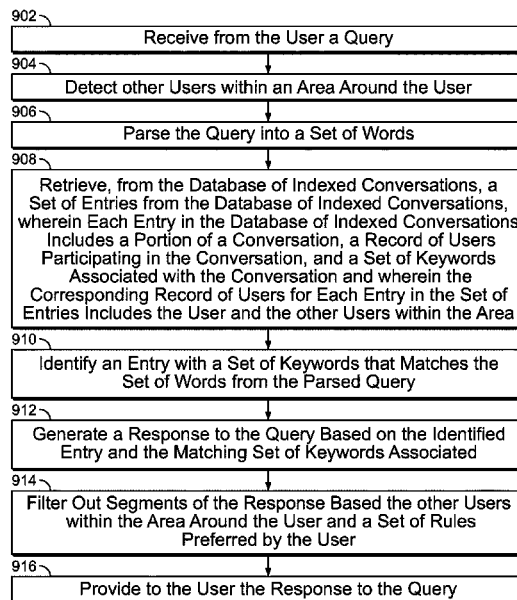 902
Receive from the User a Query
904
Detect other Users within an Area Around the User
906
Parse the Query into a Set of Words
908
Retrieve, from the Database of Indexed Conversations, a
Set of Entries from the Database of Indexed Conversations,
wherein Each Entry in the Database of Indexed Conversations
Includes a Portion of a Conversation, a Record of Users
Participating in the Conversation, and a Set of Keywords
Associated with the Conversation and wherein the
Corresponding Record of Users for Each Entry in the Set of
Entries Includes the User and the other Users within the Area
910
Identify an Entry with a Set of Keywords that Matches the
Set of Words from the Parsed Query
912
Generate a Response to the Query Based on the Identified
Entry and the Matching Set of Keywords Associated
914
Filter Out Segments of the Response Based the other Users
within the Area Around the User and a Set of Rules
Preferred by the User
916
Provide to the User the Response to the Query